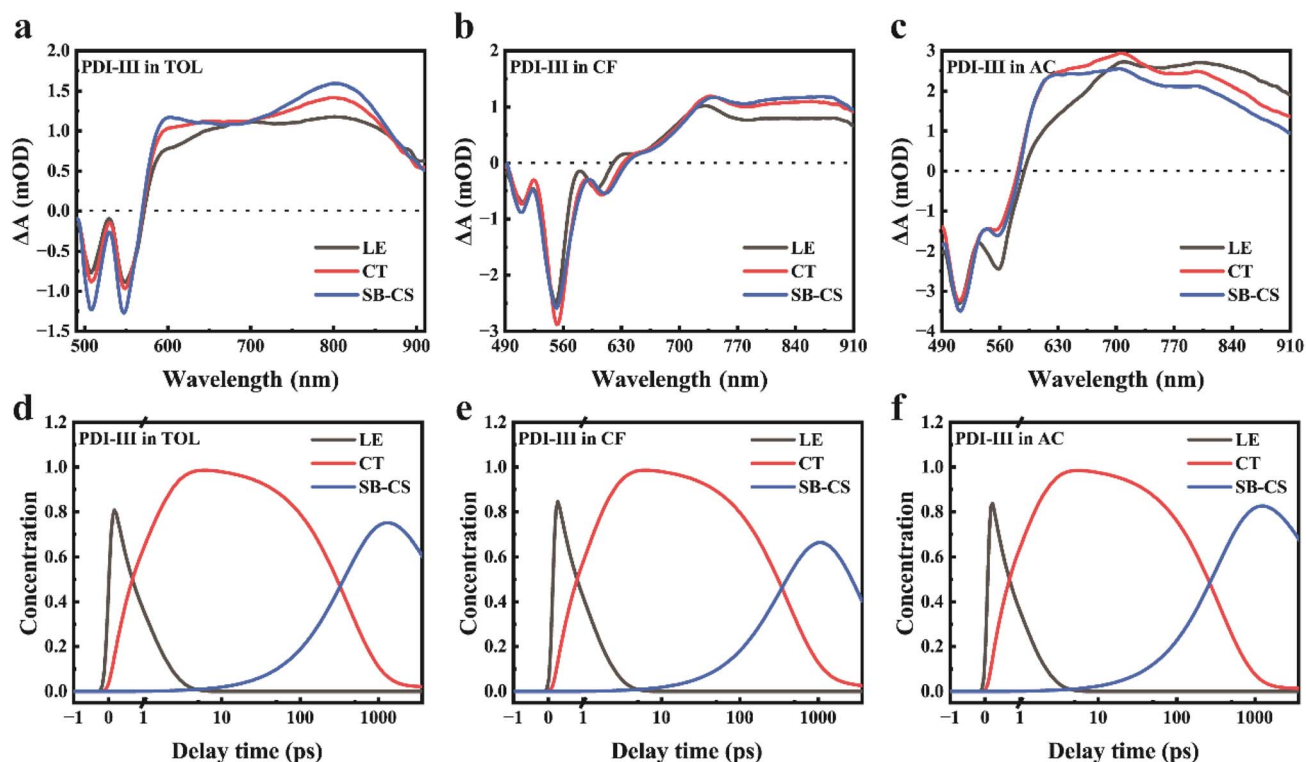 a
PDI-III in TOL
2.0
1.5
1.0
0.5
0.0
−0.5
−1.0
−1.5
ΔA (mOD)
LE
CT
SB-CS
490 600 700 800 900
Wavelength (nm)
b
PDI-III in CF
2
1
0
−1
−2
−3
ΔA (mOD)
LE
CT
SB-CS
490 560 630 700 770 840 910
Wavelength (nm)
c
PDI-III in AC
3
2
1
0
−1
−2
−3
−4
ΔA (mOD)
LE
CT
SB-CS
490 560 630 700 770 840 910
Wavelength (nm)
d
PDI-III in TOL
1.2
1.0
0.8
0.6
0.4
0.2
0.0
Concentration
LE
CT
SB-CS
−1 0 1 10 100 1000
Delay time (ps)
e
PDI-III in CF
1.2
1.0
0.8
0.6
0.4
0.2
0.0
Concentration
LE
CT
SB-CS
−1 0 1 10 100 1000
Delay time (ps)
f
PDI-III in AC
1.2
1.0
0.8
0.6
0.4
0.2
0.0
Concentration
LE
CT
SB-CS
−1 0 1 10 100 1000
Delay time (ps)